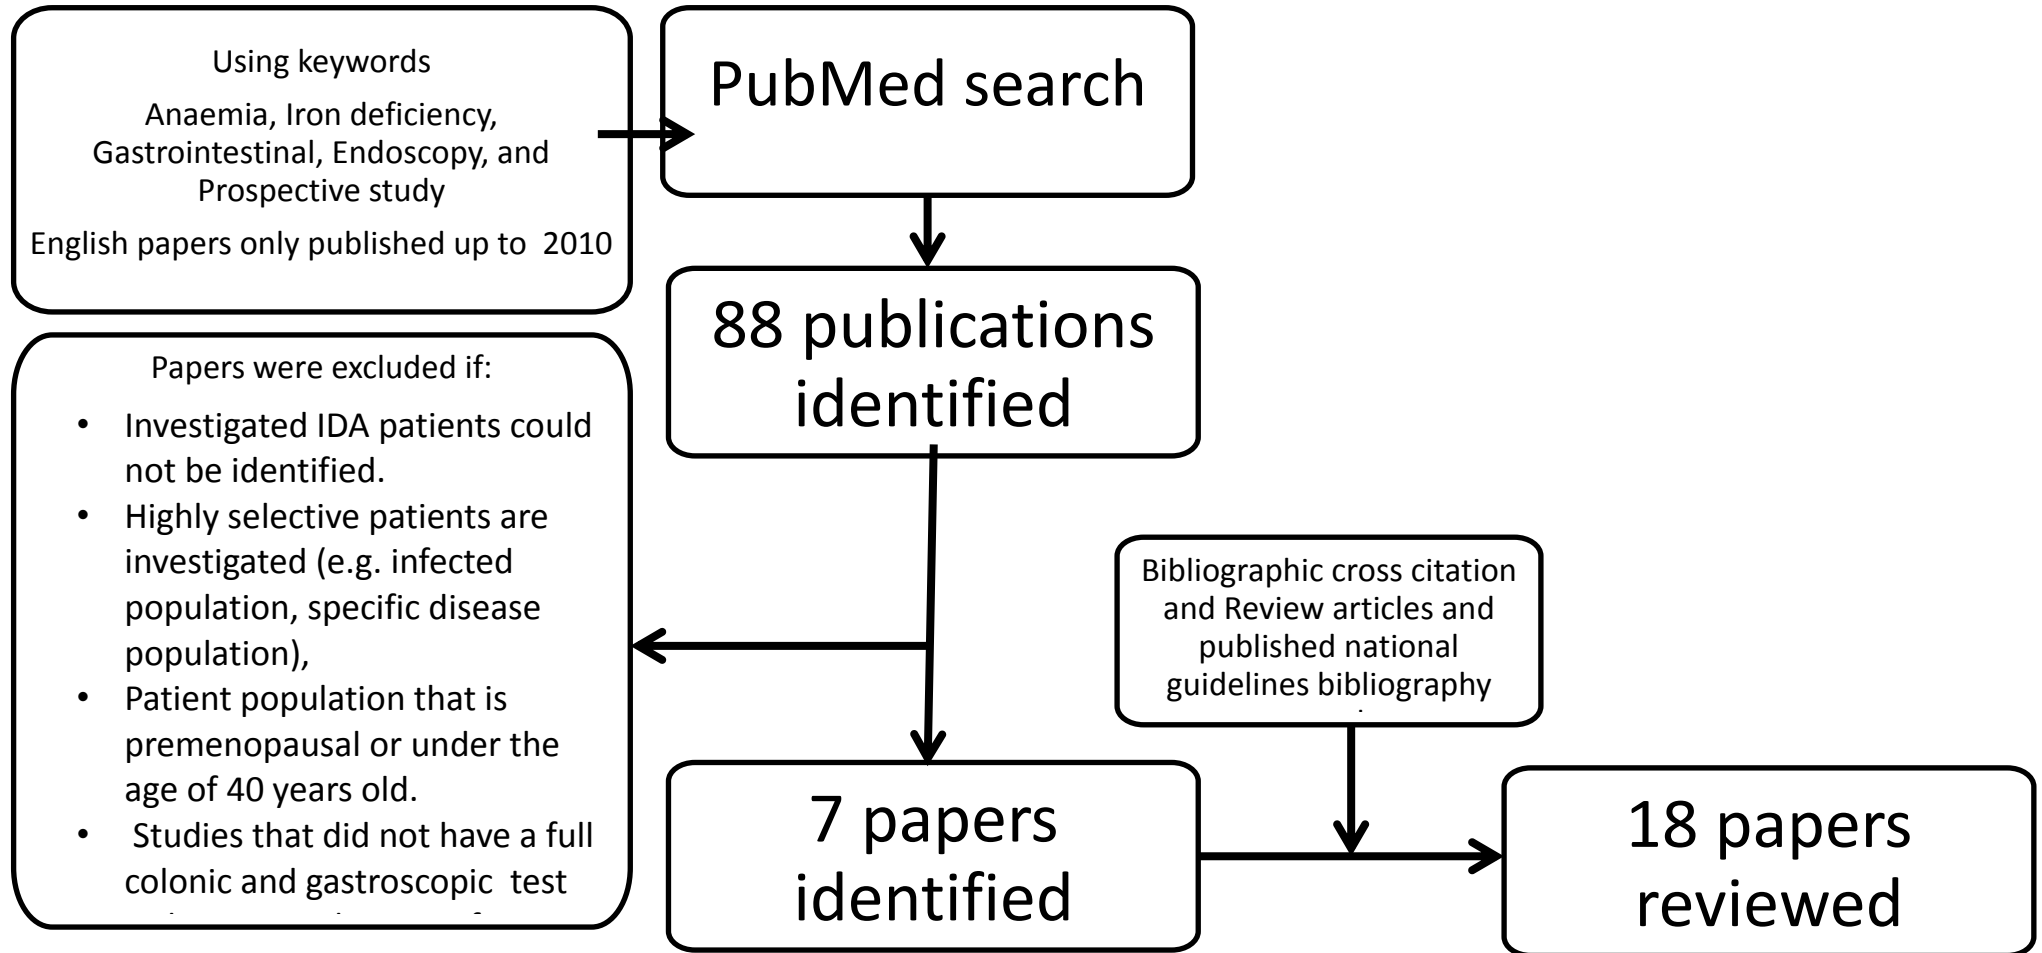 Using keywords
Anaemia, Iron deficiency,
Gastrointestinal, Endoscopy, and
Prospective study
English papers only published up to 2010
PubMed search
88 publications
identified
Papers were excluded if:
• Investigated IDA patients could
not be identified.
• Highly selective patients are
investigated (e.g. infected
population, specific disease
population),
• Patient population that is
premenopausal or under the
age of 40 years old.
• Studies that did not have a full
colonic and gastroscopic test
Bibliographic cross citation
and Review articles and
published national
guidelines bibliography
7 papers
identified
18 papers
reviewed